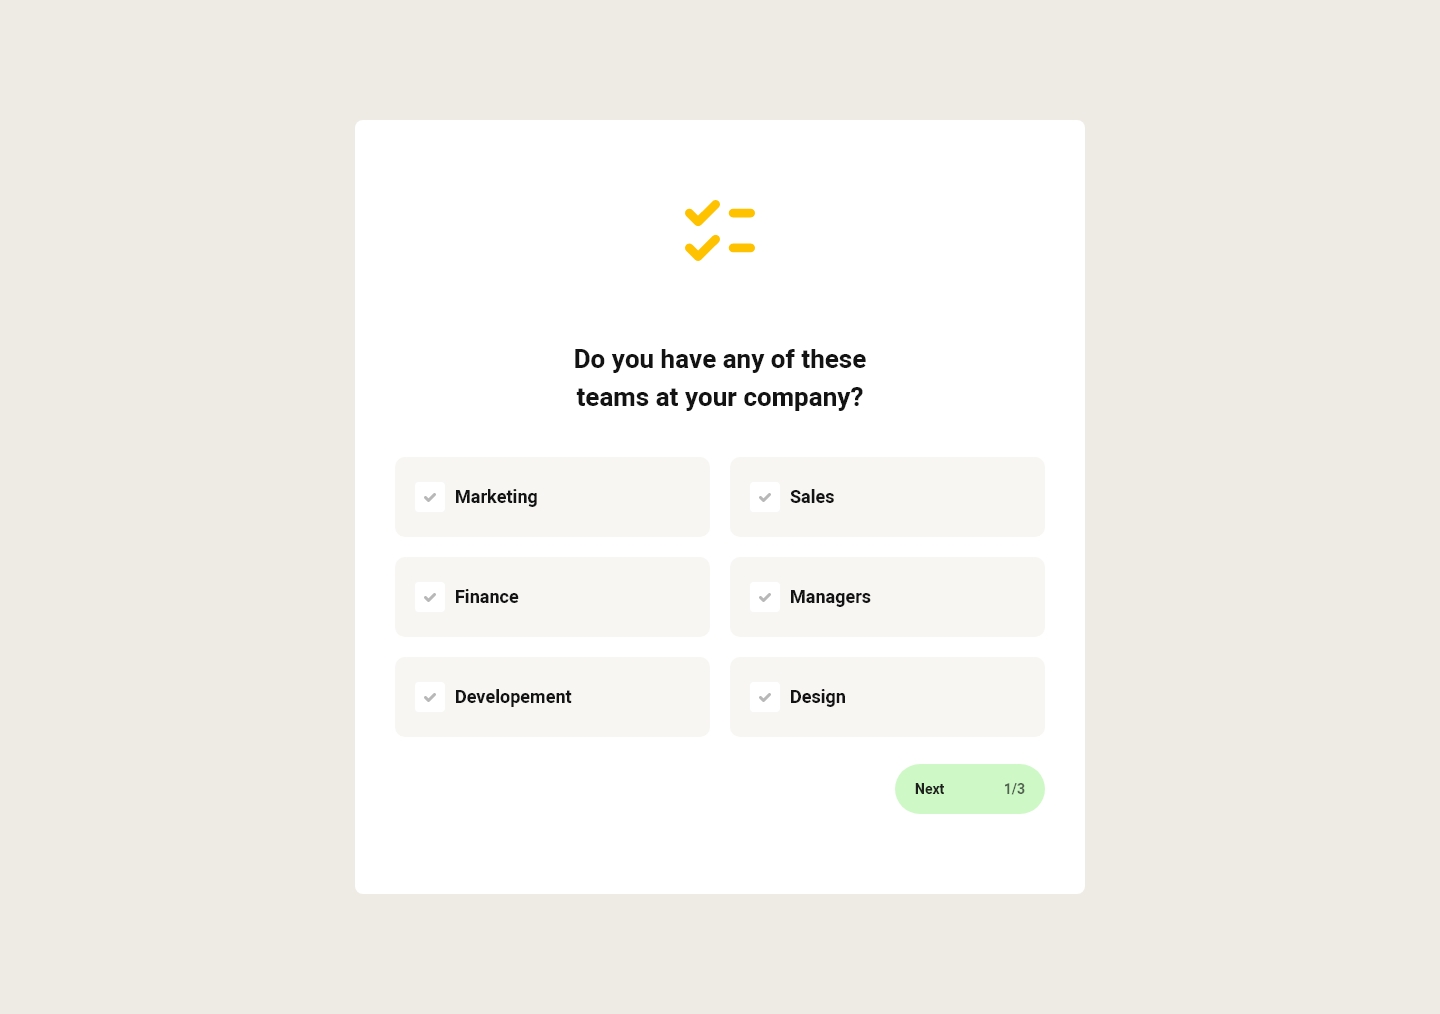 Do you have any of these
teams at your company?
Marketing
Sales
Finance
Managers
Developement
Design
Next 1/3